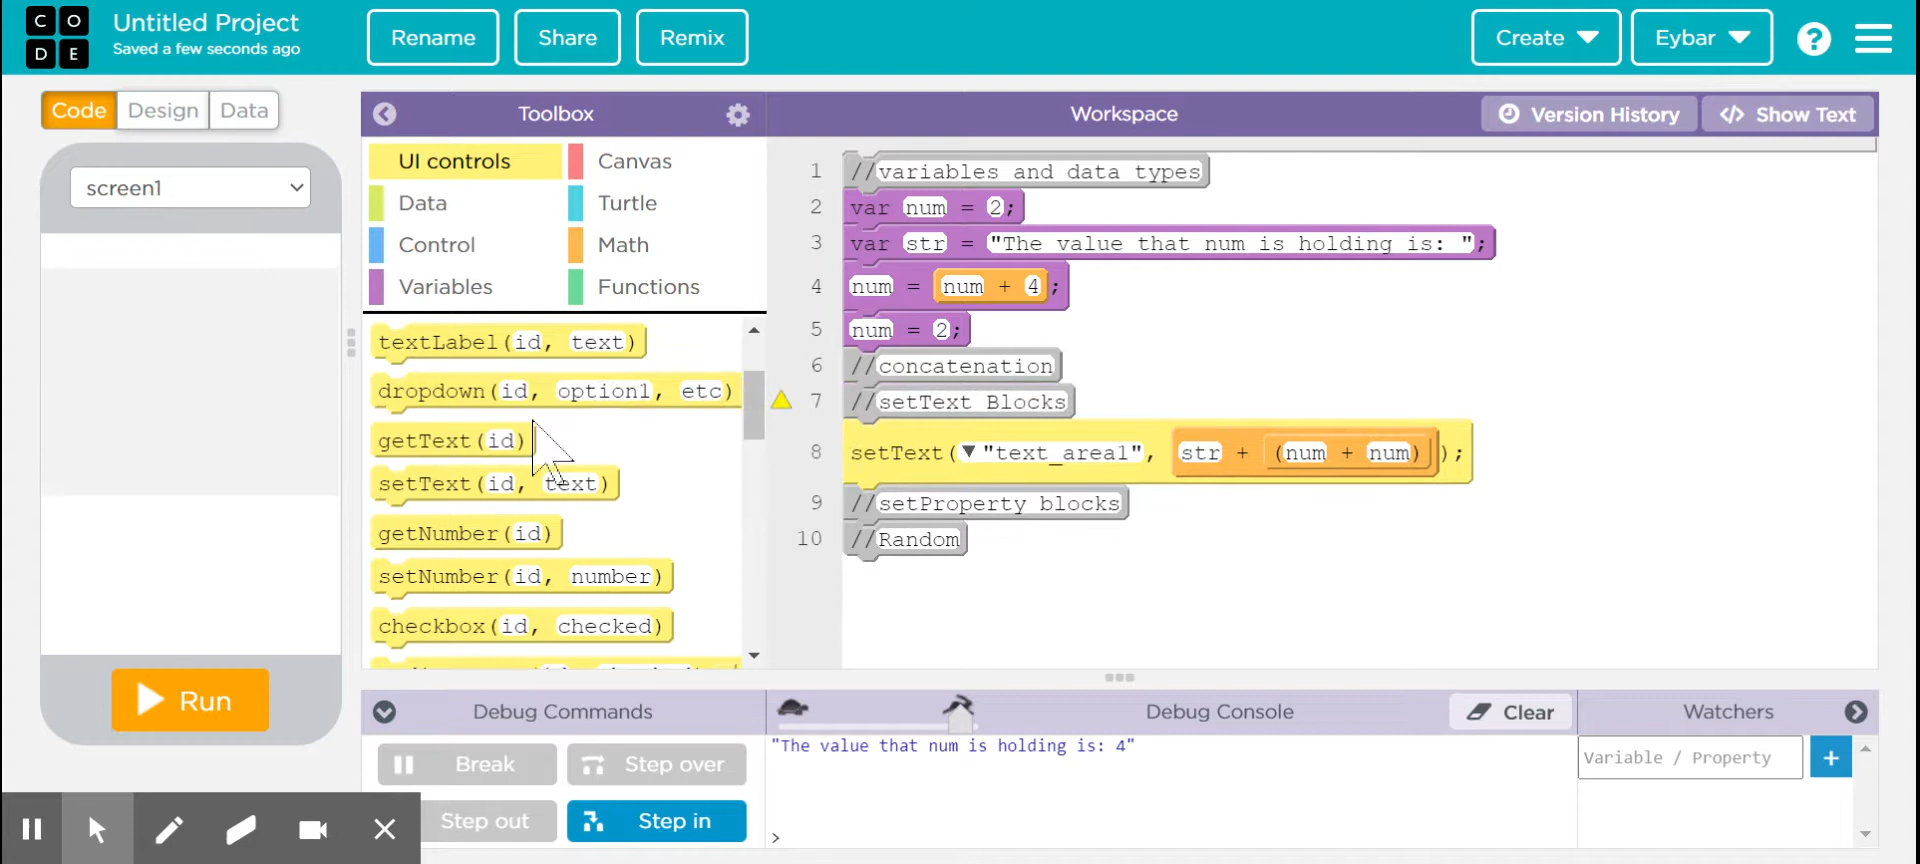 CO
DE
Untitled Project
Saved a few seconds ago
Rename
Share
Remix
Create
Eybar
?
Code
Design
Data
screen1
Run
Toolbox
UI controls
Canvas
Data
Turtle
Control
Math
Variables
Functions
textLabel(id, text)
dropdown(id, option1, etc)
getText(id)
setText(id, text)
getNumber(id)
setNumber(id, number)
checkbox(id, checked)
Workspace
Version History
</> Show Text
1 //variables and data types
2 var num = 2;
3 var str = "The value that num is holding is: ";
4 num = num + 4;
5 num = 2;
6 //concatenation
7 //setText Blocks
8 setText(▼"text_area1", str + (num + num));
9 //setProperty blocks
10 //Random
Debug Commands
Break
Step over
Step out
Step in
Debug Console
Clear
"The value that num is holding is: 4"
>
Watchers
Variable / Property
+